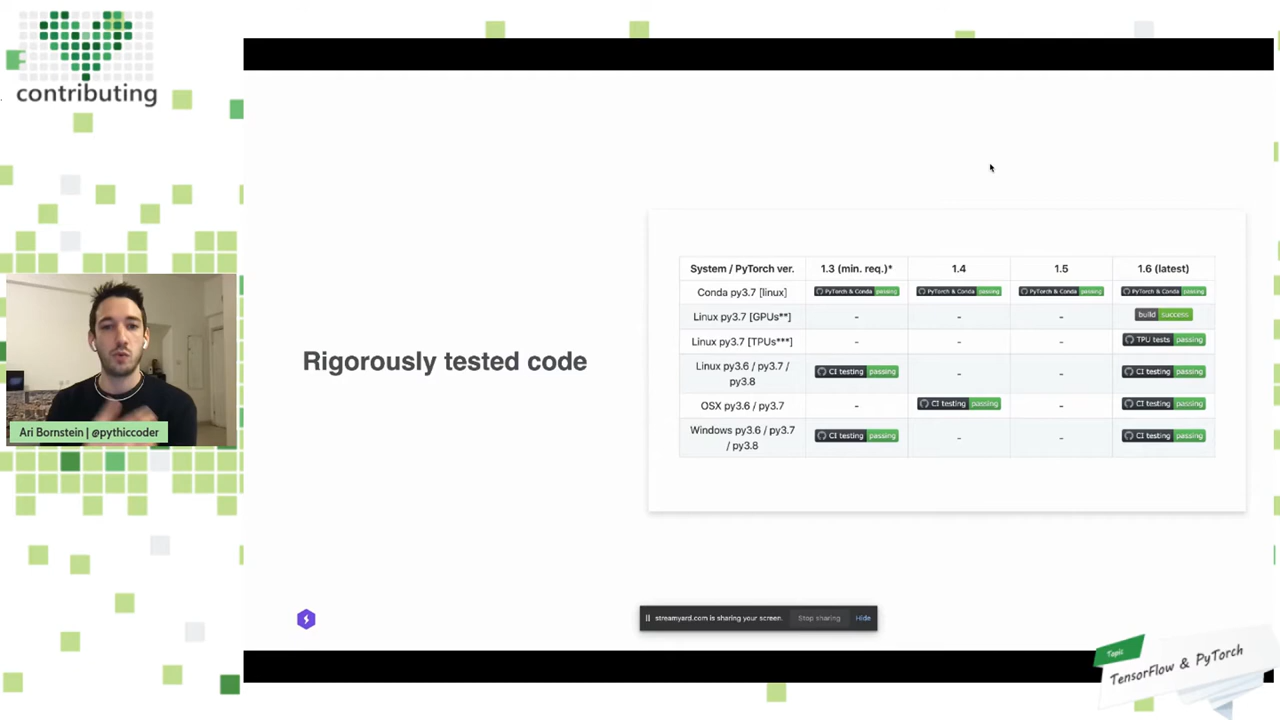 contributing
Rigorously tested code
System / PyTorch ver. 1.3 (min. req.)* 1.4 1.5 1.6 (latest)
Conda py3.7 [linux] PyTorch & Conda passing PyTorch & Conda passing PyTorch & Conda passing PyTorch & Conda passing
Linux py3.7 [GPUs**] - - - build success
Linux py3.7 [TPUs***] - - - TPU tests passing
Linux py3.6 / py3.7 /
py3.8 CI testing passing - - CI testing passing
OSX py3.6 / py3.7 - CI testing passing - CI testing passing
Windows py3.6 / py3.7
/ py3.8 CI testing passing - - CI testing passing
Ari Bornstein | @pythiccoder
streamyard.com is sharing your screen. Stop sharing Hide
Topic
TensorFlow & PyTorch